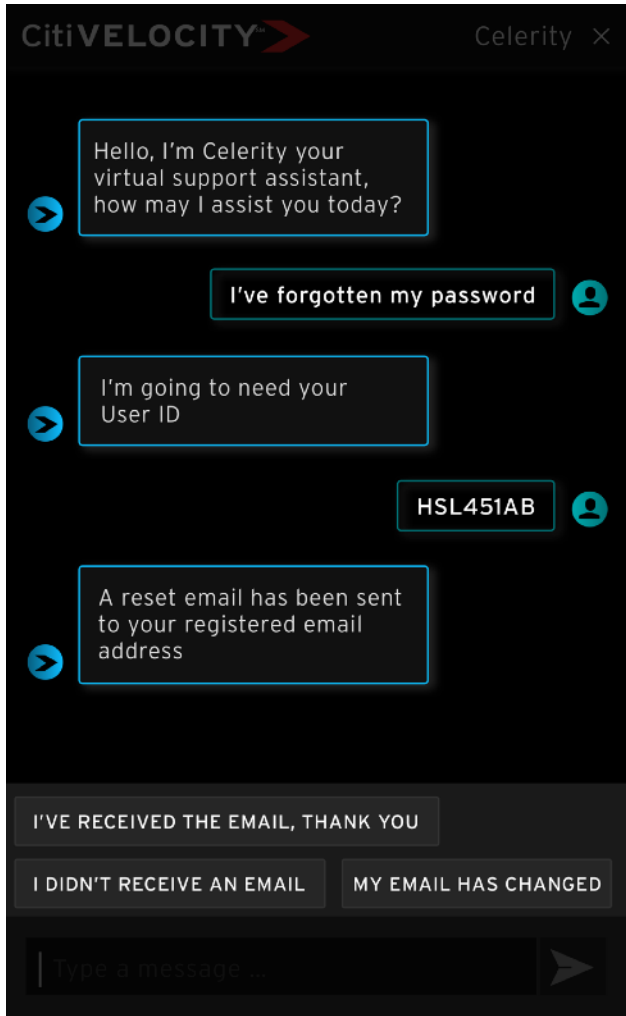 CitiVELOCITY℠
Celerity ×
Hello, I'm Celerity your
virtual support assistant,
how may I assist you today?
I've forgotten my password
I'm going to need your
User ID
HSL451AB
A reset email has been sent
to your registered email
address
I'VE RECEIVED THE EMAIL, THANK YOU
I DIDN'T RECEIVE AN EMAIL
MY EMAIL HAS CHANGED
Type a message ...